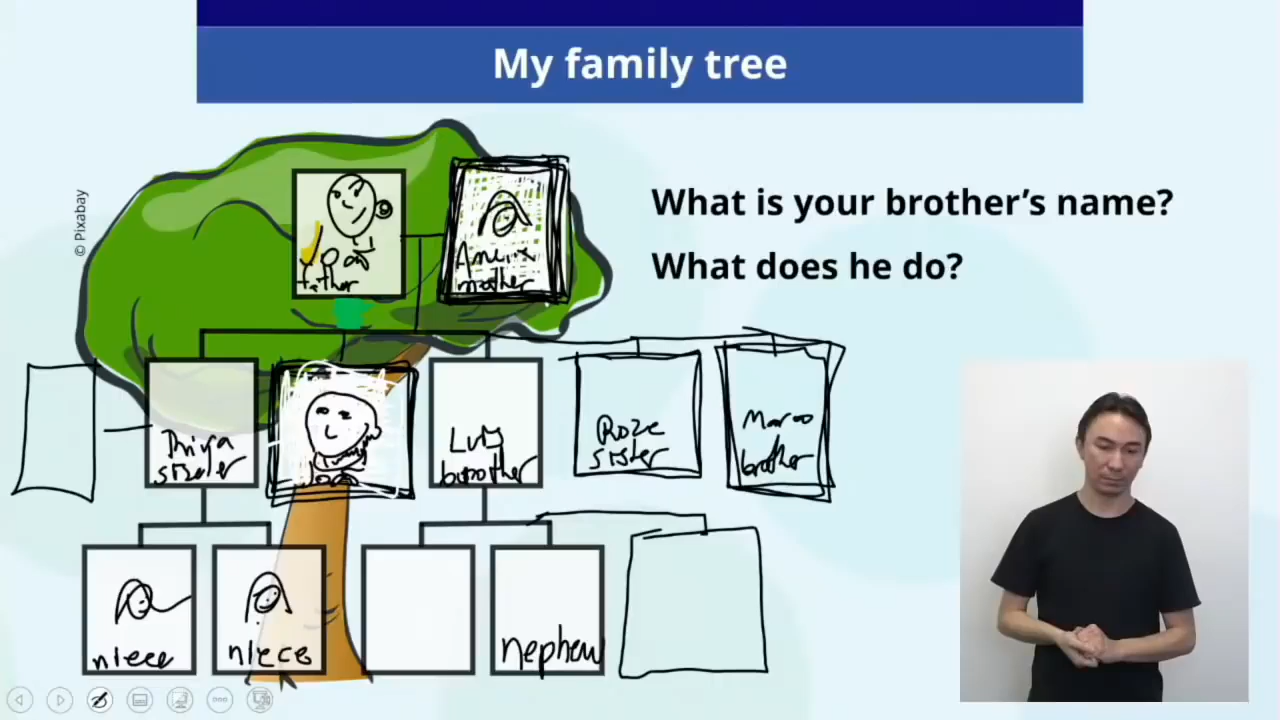 My family tree
© Pixabay
What is your brother's name?
What does he do?
father
mother
sister
brother
Roze
sister
brother
niece
niece
nephew